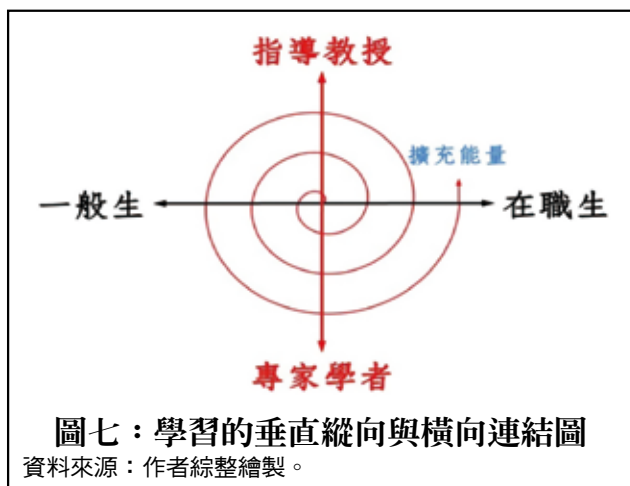 指導教授
擴充能量
一般生
在職生
專家學者
圖七：學習的垂直縱向與橫向連結圖
資料來源：作者綜整繪製。